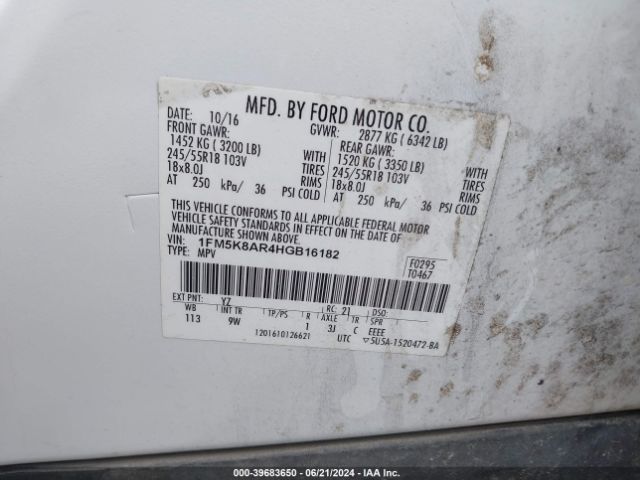 MFD. BY FORD MOTOR CO.
DATE: 10/16 GVWR: 2877 KG ( 6342 LB)
FRONT GAWR: REAR GAWR:
1452 KG ( 3200 LB) WITH 1520 KG ( 3350 LB) WITH
245/55R18 103V TIRES 245/55R18 103V TIRES
18x8.0J RIMS 18x8.0J RIMS
AT 250 kPa/ 36 PSI COLD AT 250 kPa/ 36 PSI COLD
THIS VEHICLE CONFORMS TO ALL APPLICABLE FEDERAL MOTOR
VEHICLE SAFETY STANDARDS IN EFFECT ON THE DATE OF
MANUFACTURE SHOWN ABOVE.
VIN: 1FM5K8AR4HGB16182 F0295
TYPE: MPV T0467
EXT PNT: YZ RC: 21 DSO:
WB INT TR TP/PS R AXLE TR SPR
113 9W 1 3J C EEEE
1201610126621 UTC ▽5U5A-1520472-BA
000-39683650 / 06/21/2024 / IAA Inc.